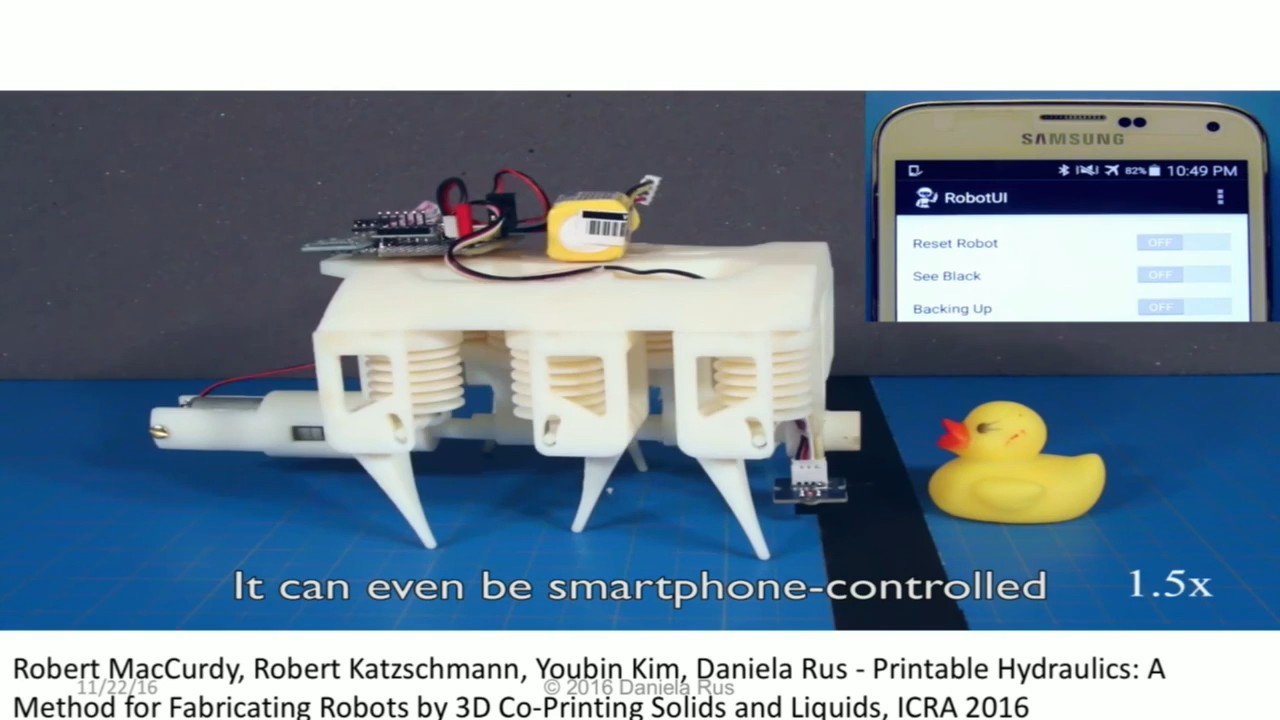 SAMSUNG
82% 10:49 PM
RobotUI
Reset Robot OFF
See Black OFF
Backing Up OFF
It can even be smartphone-controlled 1.5x
Robert MacCurdy, Robert Katzschmann, Youbin Kim, Daniela Rus - Printable Hydraulics: A
11/22/16 © 2016 Daniela Rus
Method for Fabricating Robots by 3D Co-Printing Solids and Liquids, ICRA 2016